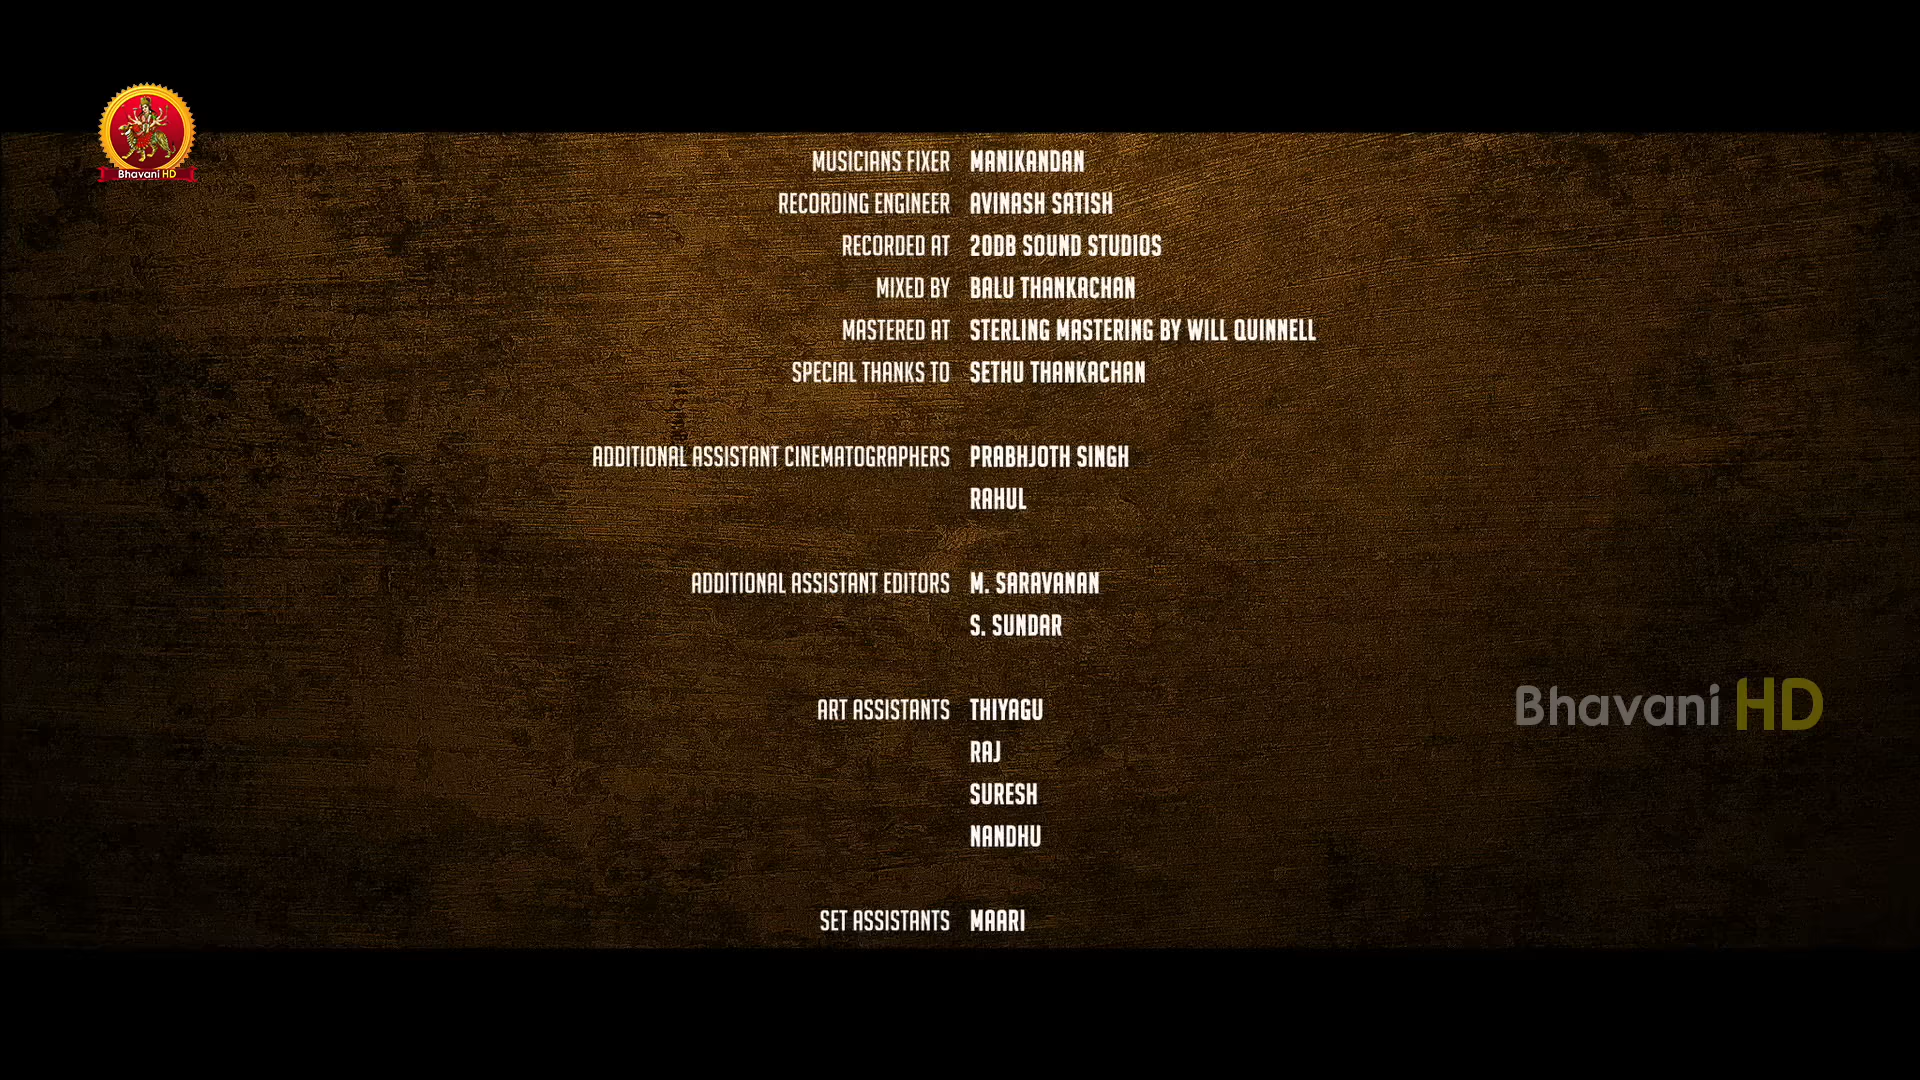 Bhavani HD
MUSICIANS FIXER MANIKANDAN
RECORDING ENGINEER AVINASH SATISH
RECORDED AT 20DB SOUND STUDIOS
MIXED BY BALU THANKACHAN
MASTERED AT STERLING MASTERING BY WILL QUINNELL
SPECIAL THANKS TO SETHU THANKACHAN
ADDITIONAL ASSISTANT CINEMATOGRAPHERS PRABHJOTH SINGH
RAHUL
ADDITIONAL ASSISTANT EDITORS M. SARAVANAN
S. SUNDAR
ART ASSISTANTS THIYAGU
Bhavani HD
RAJ
SURESH
NANDHU
SET ASSISTANTS MAARI